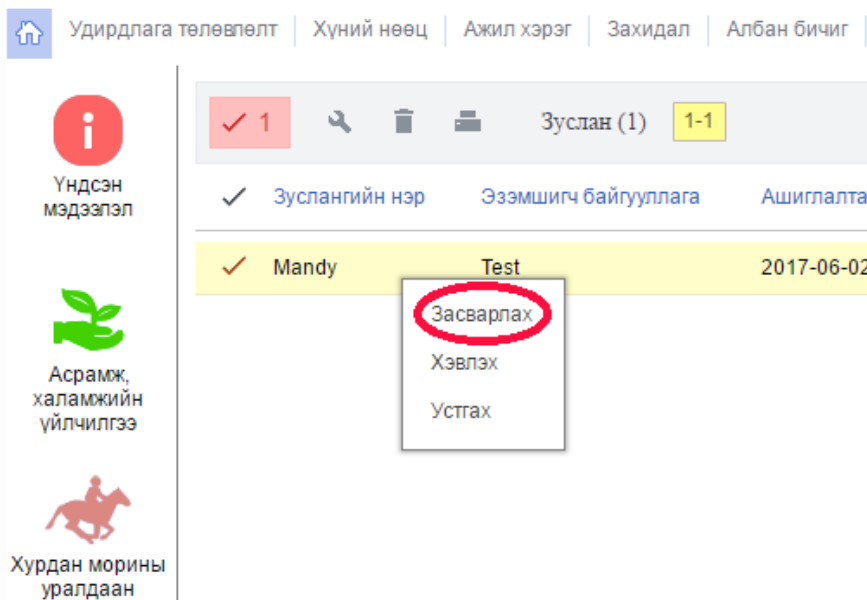 Удирдлага төлөвлөлт
Хүний нөөц
Ажил хэрэг
Захидал
Албан бичиг
1
Зуслан (1)
1-1
Үндсэн
мэдээлэл
Зуслангийн нэр
Эзэмшигч байгууллага
Ашиглалта
Mandy
Test
2017-06-02
Засварлах
Хэвлэх
Устгах
Асрамж,
халамжийн
үйлчилгээ
Хурдан морины
уралдаан